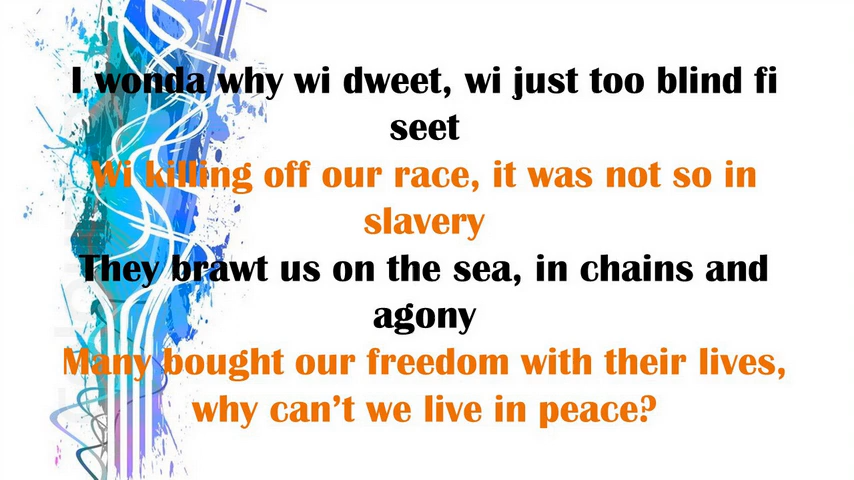 I wonda why wi dweet, wi just too blind fi
seet
Wi killing off our race, it was not so in
slavery
They brawt us on the sea, in chains and
agony
Many bought our freedom with their lives,
why can't we live in peace?